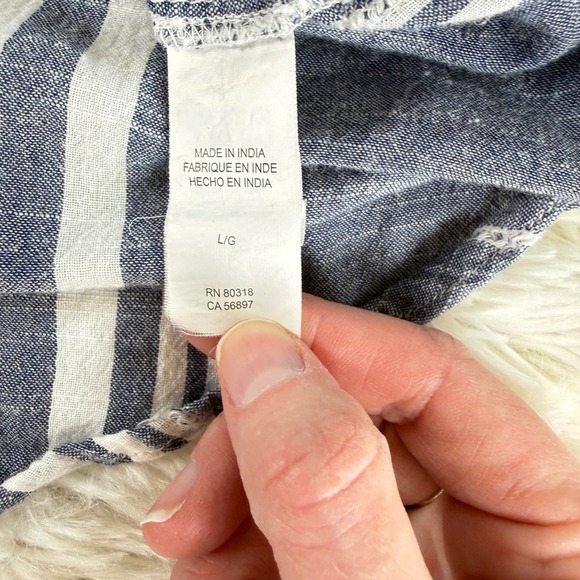 MADE IN INDIA
FABRIQUE EN INDE
HECHO EN INDIA
L/G
RN 80318
CA 56897